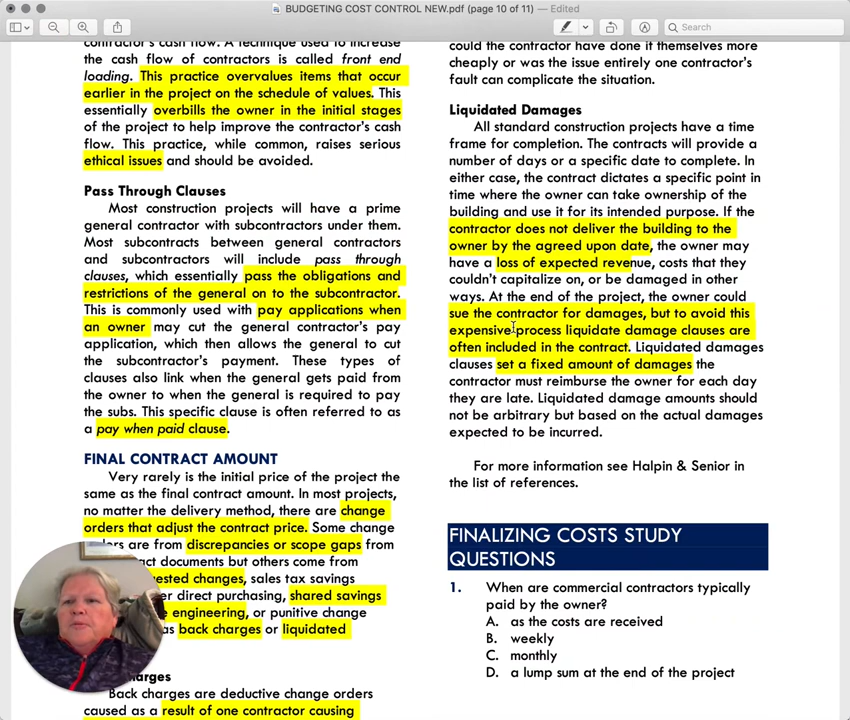 BUDGETING COST CONTROL NEW.pdf (page 10 of 11) — Edited
Search
contractor's cash flow. A technique used to increase
the cash flow of contractors is called front end
loading. This practice overvalues items that occur
earlier in the project on the schedule of values. This
essentially overbills the owner in the initial stages
of the project to help improve the contractor's cash
flow. This practice, while common, raises serious
ethical issues and should be avoided.
Pass Through Clauses
Most construction projects will have a prime
general contractor with subcontractors under them.
Most subcontracts between general contractors
and subcontractors will include pass through
clauses, which essentially pass the obligations and
restrictions of the general on to the subcontractor.
This is commonly used with pay applications when
an owner may cut the general contractor's pay
application, which then allows the general to cut
the subcontractor's payment. These types of
clauses also link when the general gets paid from
the owner to when the general is required to pay
the subs. This specific clause is often referred to as
a pay when paid clause.
FINAL CONTRACT AMOUNT
Very rarely is the initial price of the project the
same as the final contract amount. In most projects,
no matter the delivery method, there are change
orders that adjust the contract price. Some change
are from discrepancies or scope gaps from
documents but others come from
changes, sales tax savings
direct purchasing, shared savings
engineering, or punitive change
as back charges or liquidated
Back charges are deductive change orders
caused as a result of one contractor causing
could the contractor have done it themselves more
cheaply or was the issue entirely one contractor's
fault can complicate the situation.
Liquidated Damages
All standard construction projects have a time
frame for completion. The contracts will provide a
number of days or a specific date to complete. In
either case, the contract dictates a specific point in
time where the owner can take ownership of the
building and use it for its intended purpose. If the
contractor does not deliver the building to the
owner by the agreed upon date, the owner may
have a loss of expected revenue, costs that they
couldn't capitalize on, or be damaged in other
ways. At the end of the project, the owner could
sue the contractor for damages, but to avoid this
expensive process liquidate damage clauses are
often included in the contract. Liquidated damages
clauses set a fixed amount of damages the
contractor must reimburse the owner for each day
they are late. Liquidated damage amounts should
not be arbitrary but based on the actual damages
expected to be incurred.
For more information see Halpin & Senior in
the list of references.
FINALIZING COSTS STUDY
QUESTIONS
1. When are commercial contractors typically
paid by the owner?
A. as the costs are received
B. weekly
C. monthly
D. a lump sum at the end of the project